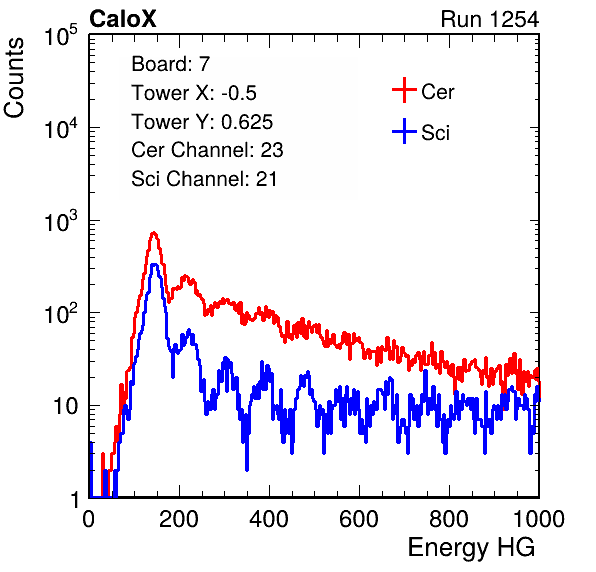 CaloX Run 1254
Counts
Board: 7
Tower X: -0.5
Tower Y: 0.625
Cer Channel: 23
Sci Channel: 21
Cer
Sci
10^5
10^4
10^3
10^2
10
1
0 200 400 600 800 1000
Energy HG